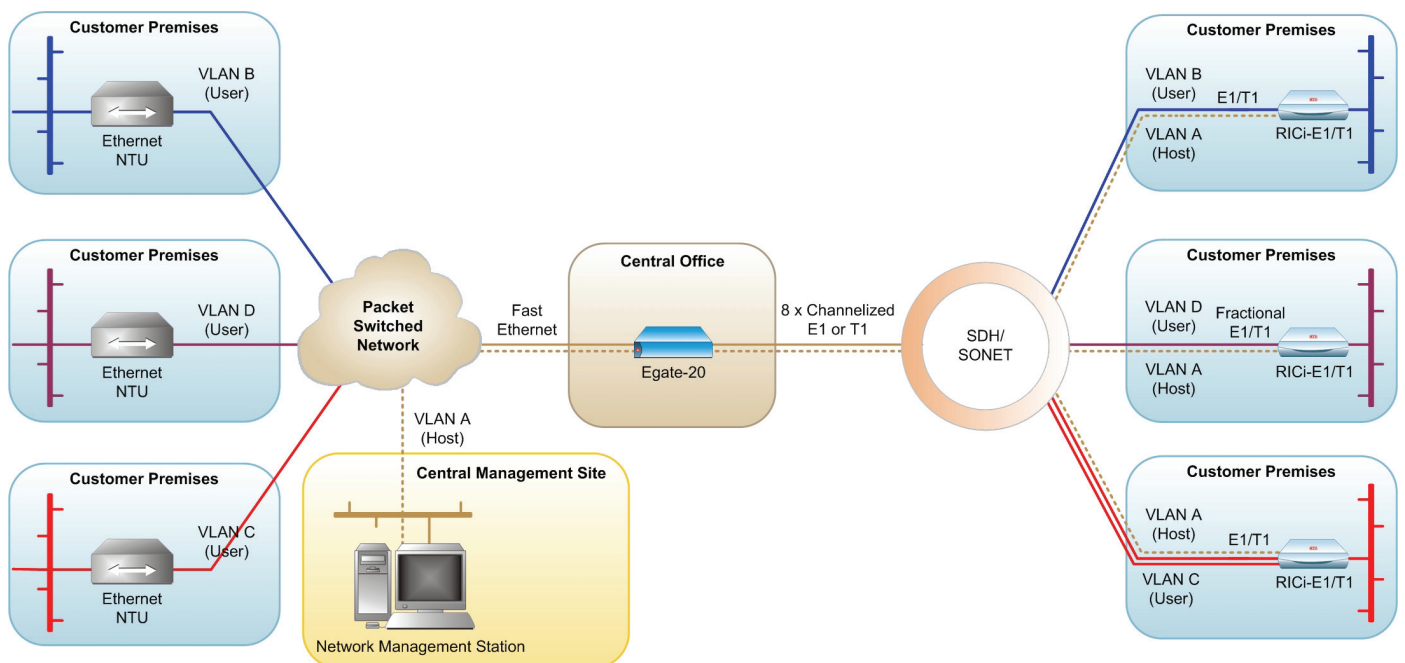 Customer Premises
VLAN B
(User)
Ethernet
NTU
Customer Premises
VLAN D
(User)
Ethernet
NTU
Customer Premises
VLAN C
(User)
Ethernet
NTU
Packet
Switched
Network
VLAN A
(Host)
Central Management Site
Network Management Station
Fast
Ethernet
Central Office
Egate-20
8 x Channelized
E1 or T1
SDH/
SONET
Customer Premises
VLAN B
(User)
E1/T1
VLAN A
(Host)
RICi-E1/T1
Customer Premises
VLAN D
(User)
Fractional
E1/T1
VLAN A
(Host)
RICi-E1/T1
Customer Premises
VLAN A
(Host)
E1/T1
VLAN C
(User)
RICi-E1/T1